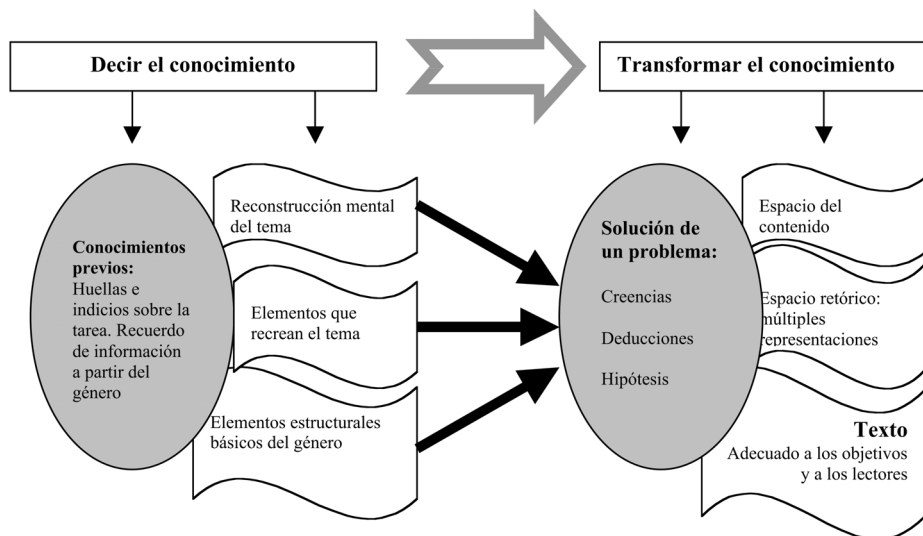 Decir el conocimiento
Transformar el conocimiento
Conocimientos
previos:
Huellas e
indicios sobre la
tarea. Recuerdo
de información
a partir del
género
Reconstrucción mental
del tema
Elementos que
recrean el tema
Elementos estructurales
básicos del género
Solución de
un problema:
Creencias
Deducciones
Hipótesis
Espacio del
contenido
Espacio retórico:
múltiples
representaciones
Texto
Adecuado a los objetivos
y a los lectores